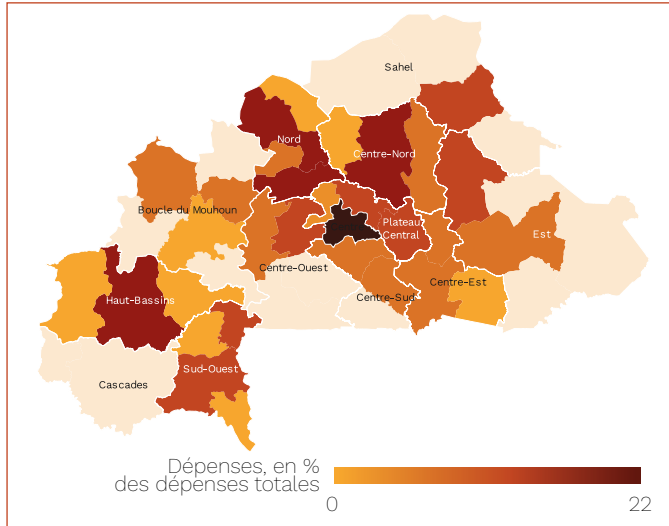 Sahel
Nord
Centre-Nord
Boucle du Mouhoun
Plateau
Central
Est
Centre-Ouest
Centre-Est
Centre-Sud
Haut-Bassins
Sud-Ouest
Cascades
Dépenses, en %
des dépenses totales
0
22